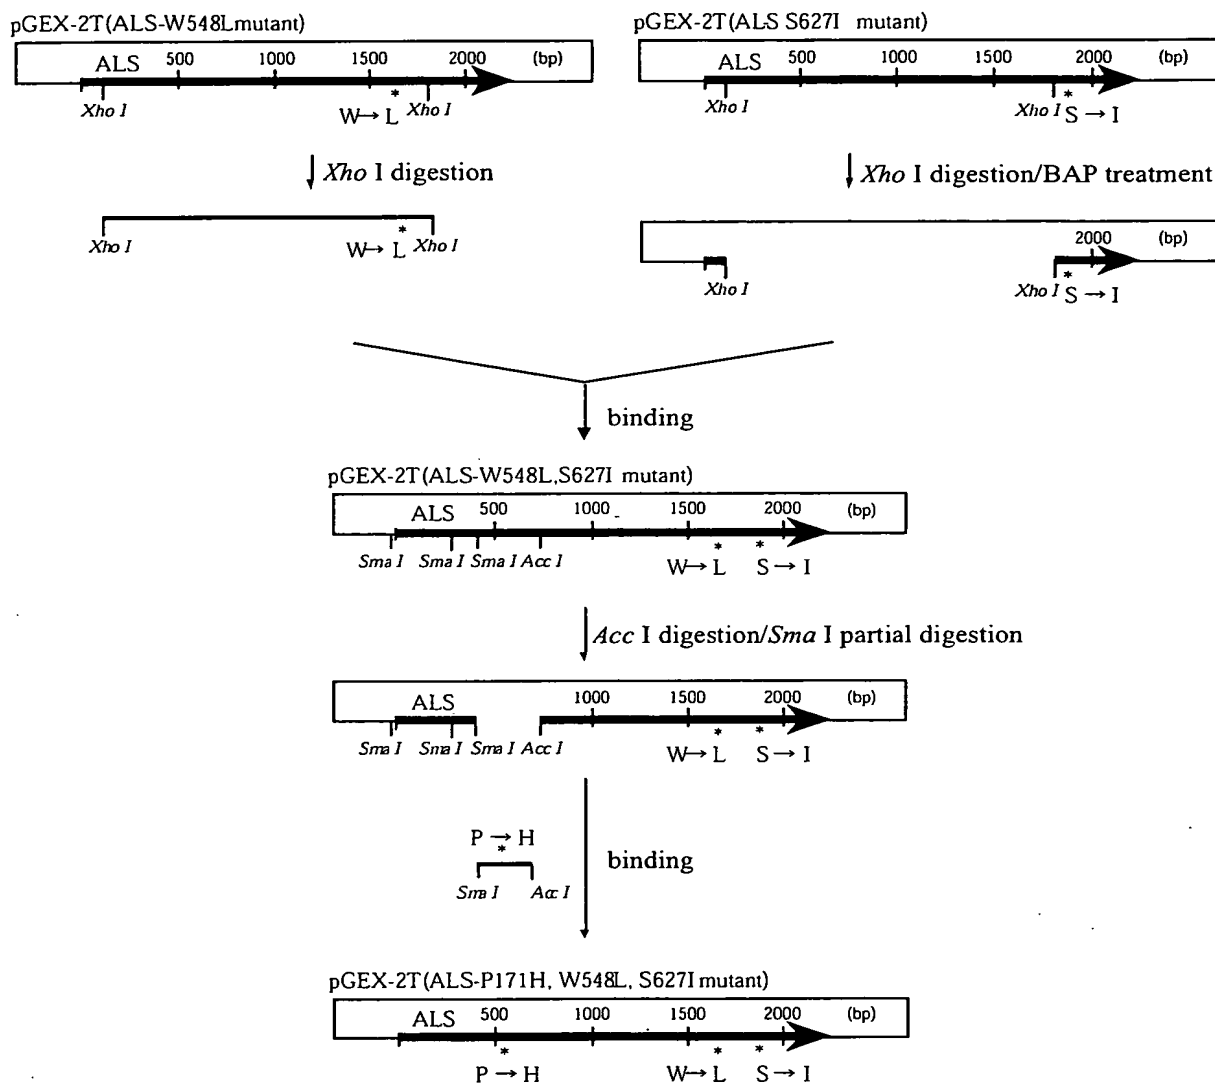 pGEX-2T(ALS-W548Lmutant)
ALS 500 1000 1500 2000 (bp)
* 
Xho I W→ L Xho I
pGEX-2T(ALS S627I mutant)
ALS 500 1000 1500 2000 (bp)
*
Xho I Xho I S → I
Xho I digestion
Xho I digestion/BAP treatment
*
Xho I W→ L Xho I
2000 (bp)
*
Xho I Xho I S → I
binding
pGEX-2T(ALS-W548L,S627I mutant)
ALS 500 1000 1500 2000 (bp)
* *
Sma I Sma I Sma I Acc I W→ L S → I
Acc I digestion/Sma I partial digestion
ALS 1000 1500 2000 (bp)
* *
Sma I Sma I Sma I Acc I W→ L S → I
P → H
*
binding
Sma I Acc I
pGEX-2T(ALS-P171H, W548L, S627I mutant)
ALS 500 1000 1500 2000 (bp)
* * *
P → H W→ L S → I